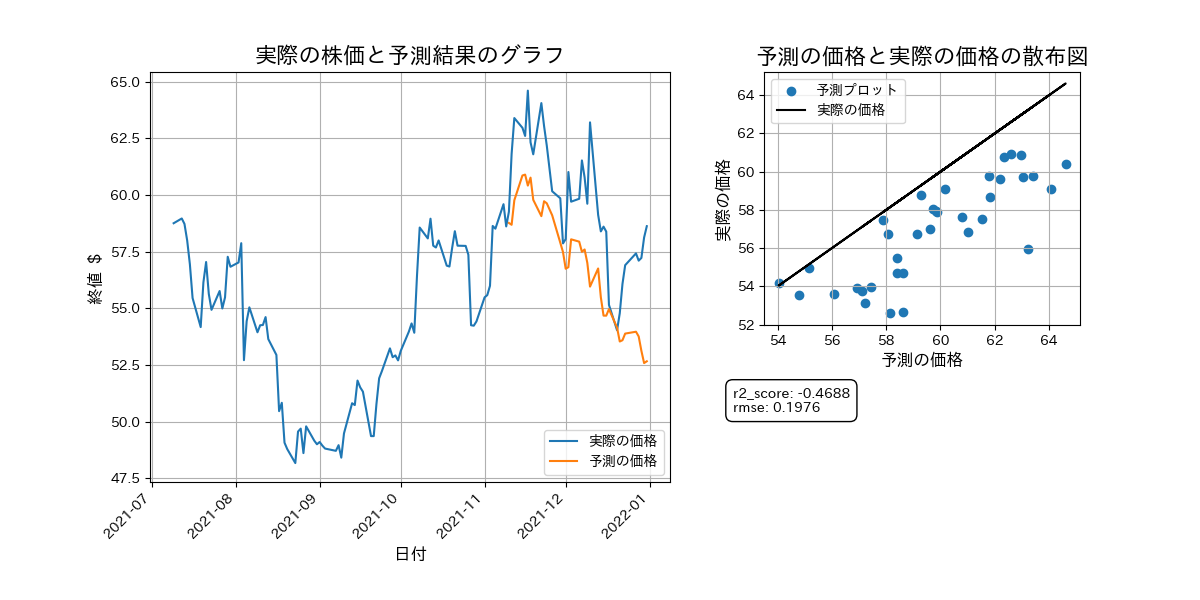 実際の株価と予測結果のグラフ
65.0
62.5
60.0
57.5
55.0
52.5
50.0
47.5
終値 $
2021-07
2021-08
2021-09
2021-10
2021-11
2021-12
2022-01
日付
実際の価格
予測の価格
予測の価格と実際の価格の散布図
64
62
60
58
56
54
52
実際の価格
54
56
58
60
62
64
予測の価格
予測プロット
実際の価格
r2_score: -0.4688
rmse: 0.1976